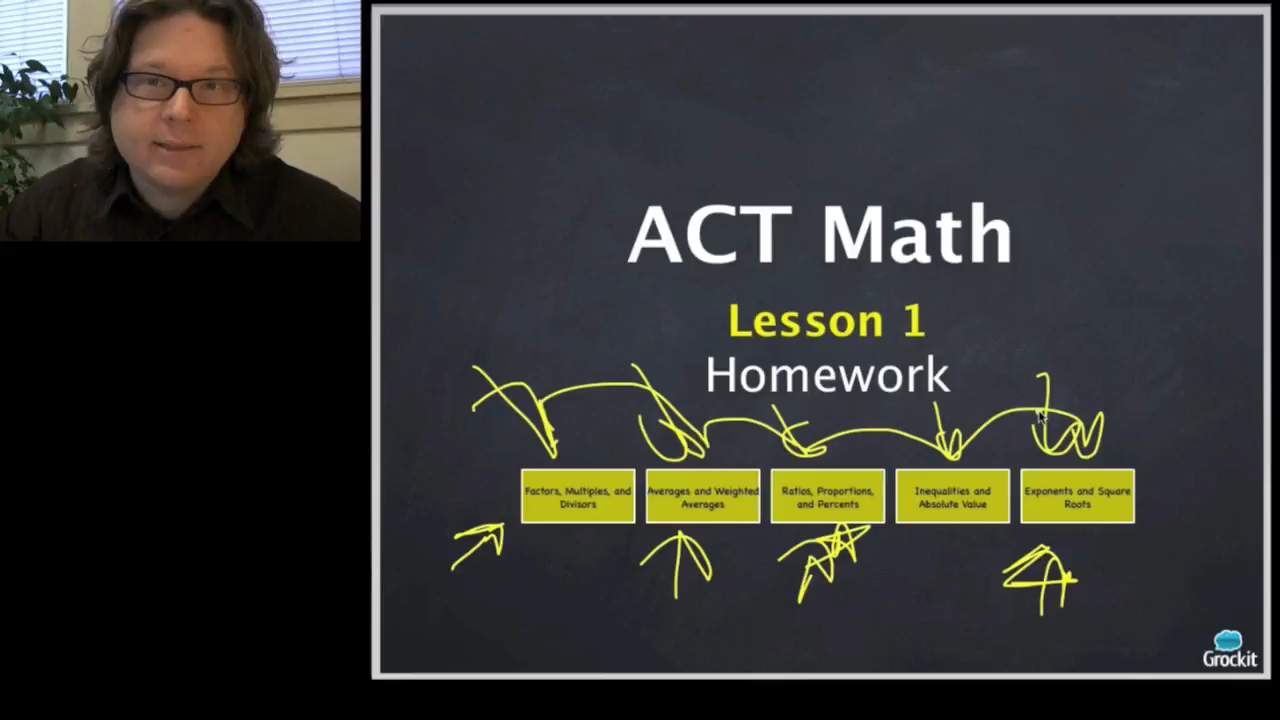 ACT Math
Lesson 1
Homework
Factors, Multiples, and
Divisors
Averages and Weighted
Averages
Ratios, Proportions,
and Percents
Inequalities and
Absolute Value
Exponents and Square
Roots
Grockit